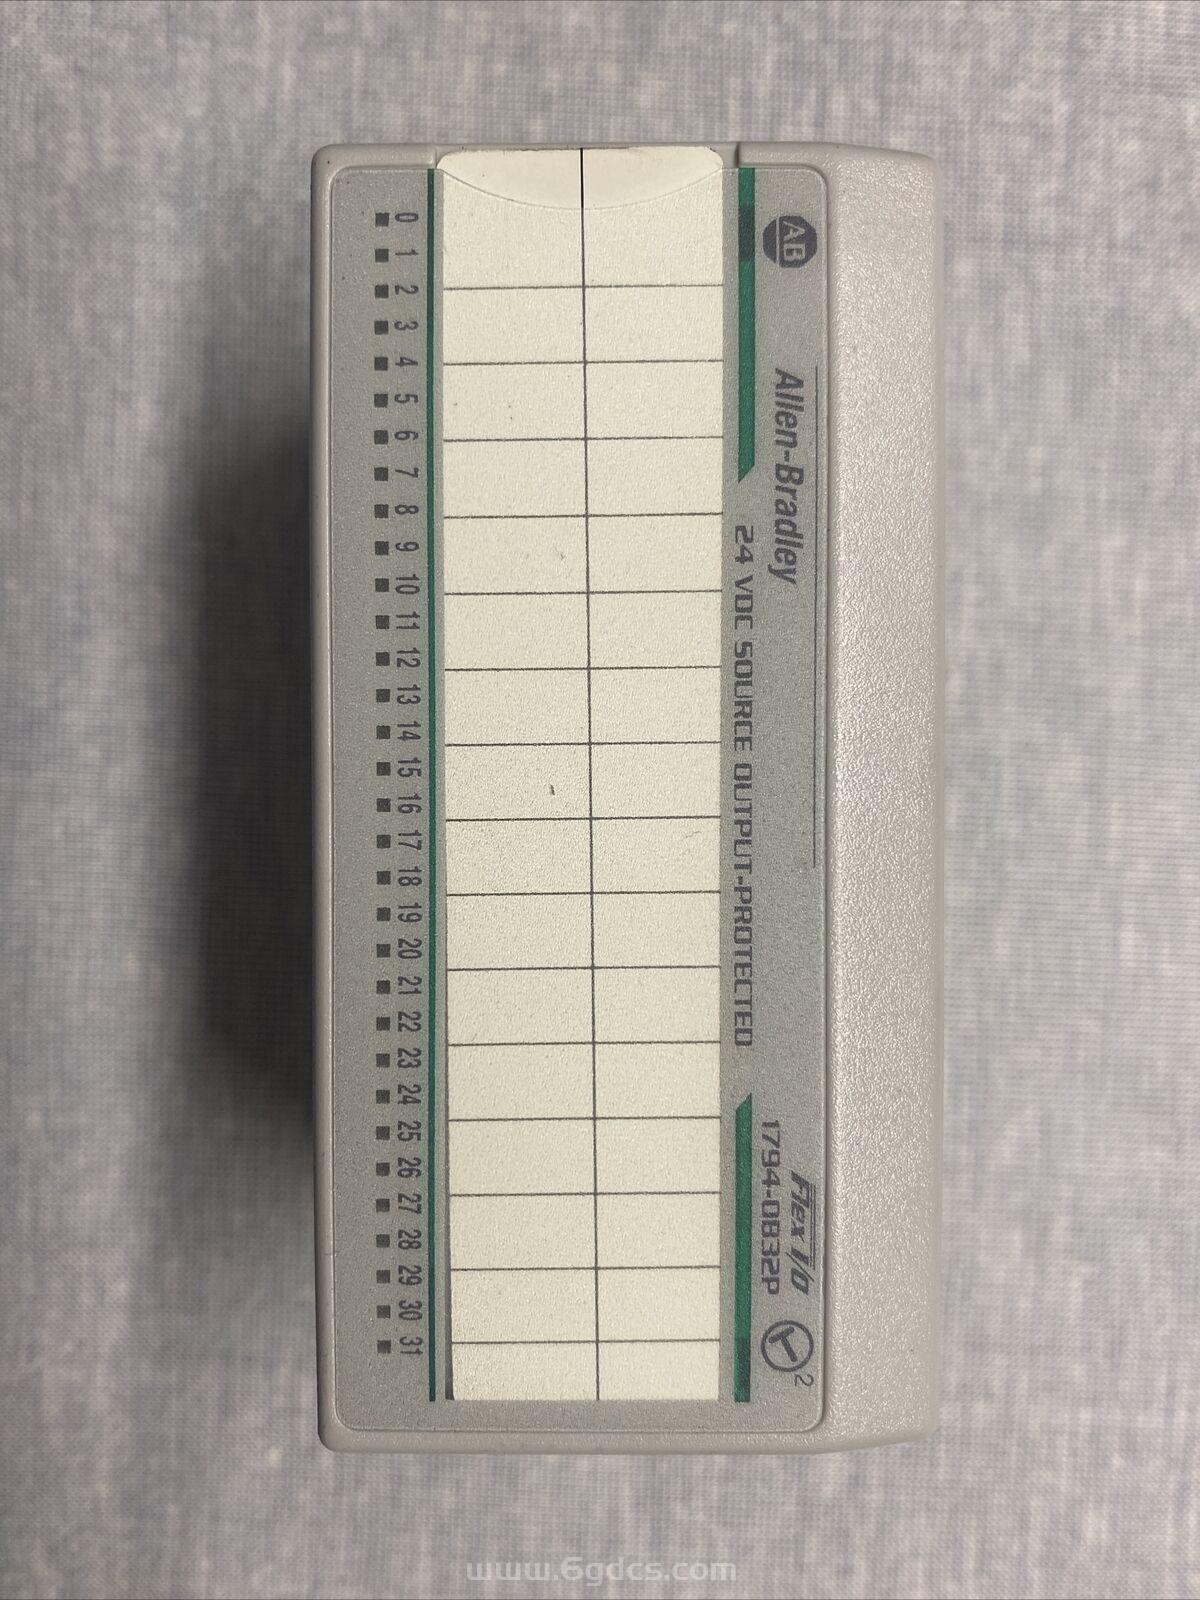 AB
Allen-Bradley
Flex I/O
24 VDC SOURCE OUTPUT-PROTECTED
1794-OB32P
2
0 1 2 3 4 5 6 7 8 9 10 11 12 13 14 15 16 17 18 19 20 21 22 23 24 25 26 27 28 29 30 31
www.6gdcs.com